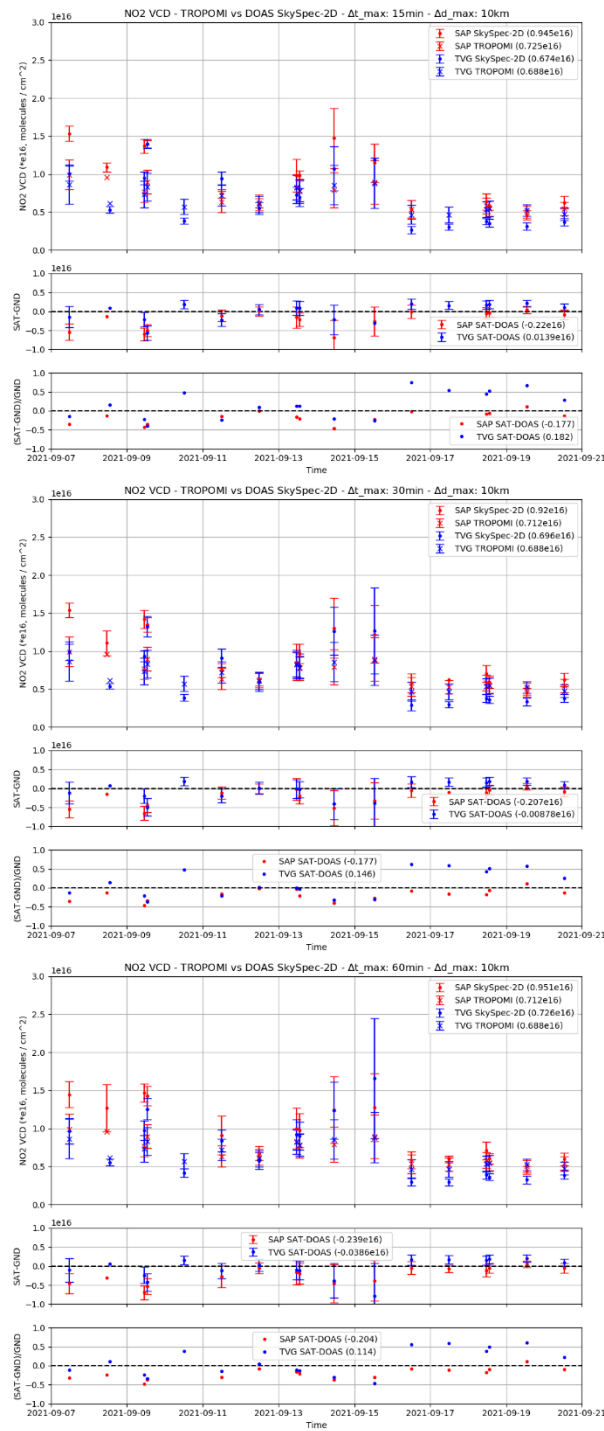 NO2 VCD - TROPOMI vs DOAS SkySpec-2D - Δt_max: 15min - Δd_max: 10km
1e16
3.0
2.5
2.0
1.5
1.0
0.5
0.0
NO2 VCD (*e16, molecules / cm^2)
SAP SkySpec-2D (0.945e16)
SAP TROPOMI (0.725e16)
TVG SkySpec-2D (0.674e16)
TVG TROPOMI (0.688e16)
1e16
1.0
0.5
0.0
−0.5
−1.0
SAT-GND
SAP SAT-DOAS (-0.22e16)
TVG SAT-DOAS (0.0139e16)
1.0
0.5
0.0
−0.5
−1.0
(SAT-GND)/GND
SAP SAT-DOAS (-0.177)
TVG SAT-DOAS (0.182)
2021-09-07 2021-09-09 2021-09-11 2021-09-13 2021-09-15 2021-09-17 2021-09-19 2021-09-21
Time
NO2 VCD - TROPOMI vs DOAS SkySpec-2D - Δt_max: 30min - Δd_max: 10km
1e16
3.0
2.5
2.0
1.5
1.0
0.5
0.0
NO2 VCD (*e16, molecules / cm^2)
SAP SkySpec-2D (0.92e16)
SAP TROPOMI (0.712e16)
TVG SkySpec-2D (0.696e16)
TVG TROPOMI (0.688e16)
1e16
1.0
0.5
0.0
−0.5
−1.0
SAT-GND
SAP SAT-DOAS (-0.207e16)
TVG SAT-DOAS (-0.00878e16)
1.0
0.5
0.0
−0.5
−1.0
(SAT-GND)/GND
SAP SAT-DOAS (-0.177)
TVG SAT-DOAS (0.146)
2021-09-07 2021-09-09 2021-09-11 2021-09-13 2021-09-15 2021-09-17 2021-09-19 2021-09-21
Time
NO2 VCD - TROPOMI vs DOAS SkySpec-2D - Δt_max: 60min - Δd_max: 10km
1e16
3.0
2.5
2.0
1.5
1.0
0.5
0.0
NO2 VCD (*e16, molecules / cm^2)
SAP SkySpec-2D (0.951e16)
SAP TROPOMI (0.712e16)
TVG SkySpec-2D (0.726e16)
TVG TROPOMI (0.688e16)
1e16
1.0
0.5
0.0
−0.5
−1.0
SAT-GND
SAP SAT-DOAS (-0.239e16)
TVG SAT-DOAS (-0.0386e16)
1.0
0.5
0.0
−0.5
−1.0
(SAT-GND)/GND
SAP SAT-DOAS (-0.204)
TVG SAT-DOAS (0.114)
2021-09-07 2021-09-09 2021-09-11 2021-09-13 2021-09-15 2021-09-17 2021-09-19 2021-09-21
Time